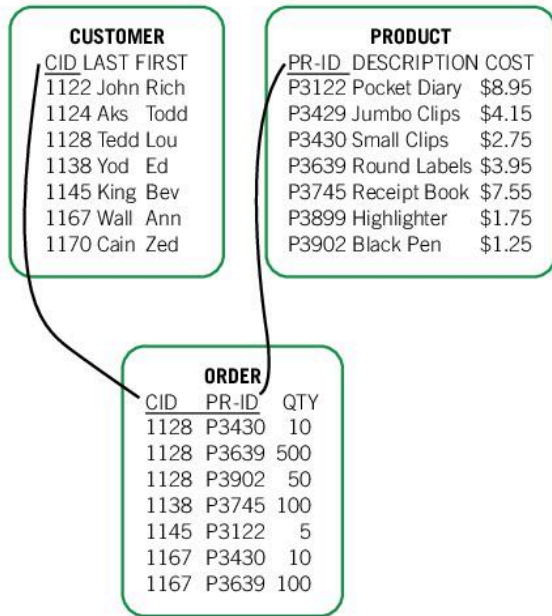 CUSTOMER
CID LAST FIRST
1122 John Rich
1124 Aks Todd
1128 Tedd Lou
1138 Yod Ed
1145 King Bev
1167 Wall Ann
1170 Cain Zed
PRODUCT
PR-ID DESCRIPTION COST
P3122 Pocket Diary $8.95
P3429 Jumbo Clips $4.15
P3430 Small Clips $2.75
P3639 Round Labels $3.95
P3745 Receipt Book $7.55
P3899 Highlighter $1.75
P3902 Black Pen $1.25
ORDER
CID PR-ID QTY
1128 P3430 10
1128 P3639 500
1128 P3902 50
1138 P3745 100
1145 P3122 5
1167 P3430 10
1167 P3639 100